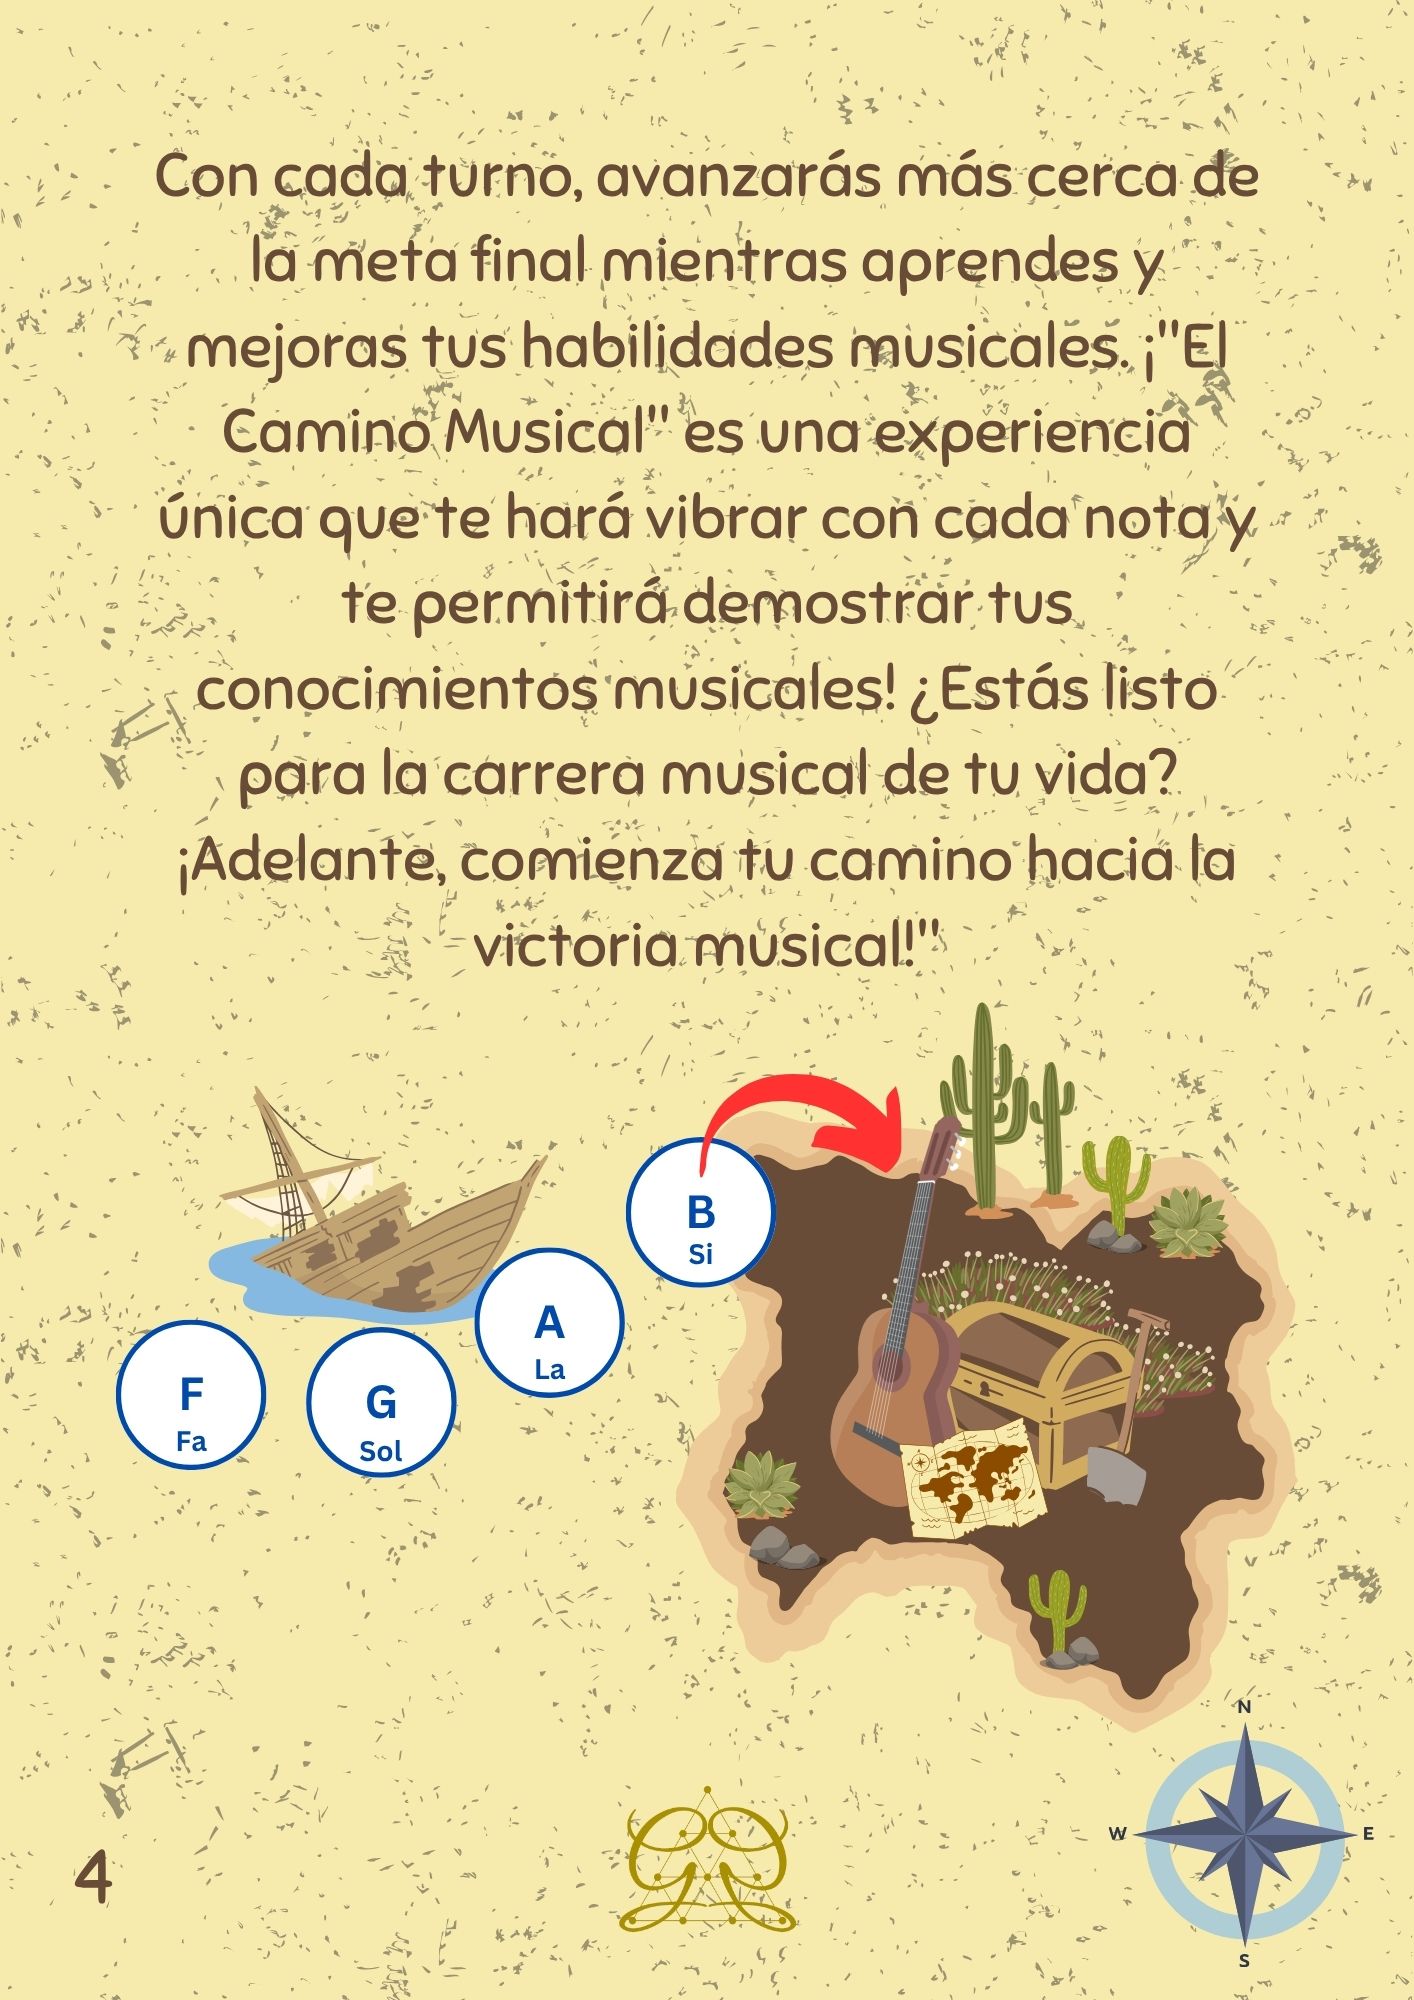 Con cada turno, avanzarás más cerca de
la meta final mientras aprendes y
mejoras tus habilidades musicales. ¡"El
Camino Musical" es una experiencia
única que te hará vibrar con cada nota y
te permitirá demostrar tus
conocimientos musicales! ¿Estás listo
para la carrera musical de tu vida?
¡Adelante, comienza tu camino hacia la
victoria musical!"
B
Si
A
La
F
Fa
G
Sol
N
W
E
S
4